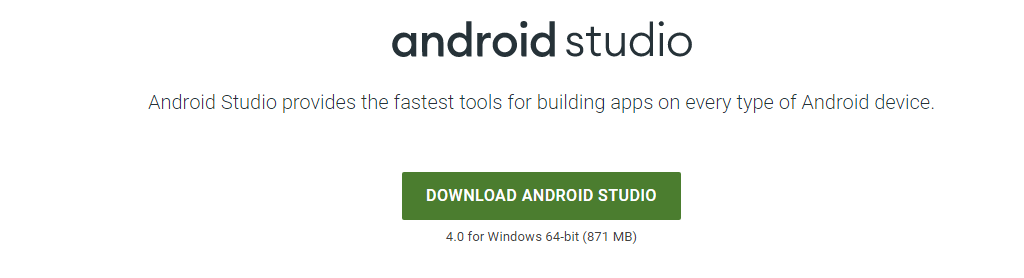 android studio
Android Studio provides the fastest tools for building apps on every type of Android device.
DOWNLOAD ANDROID STUDIO
4.0 for Windows 64-bit (871 MB)